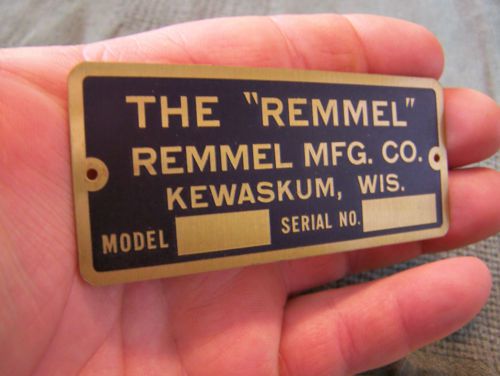 THE "REMMEL"
REMMEL MFG. CO.
KEWASKUM, WIS.
MODEL SERIAL NO.